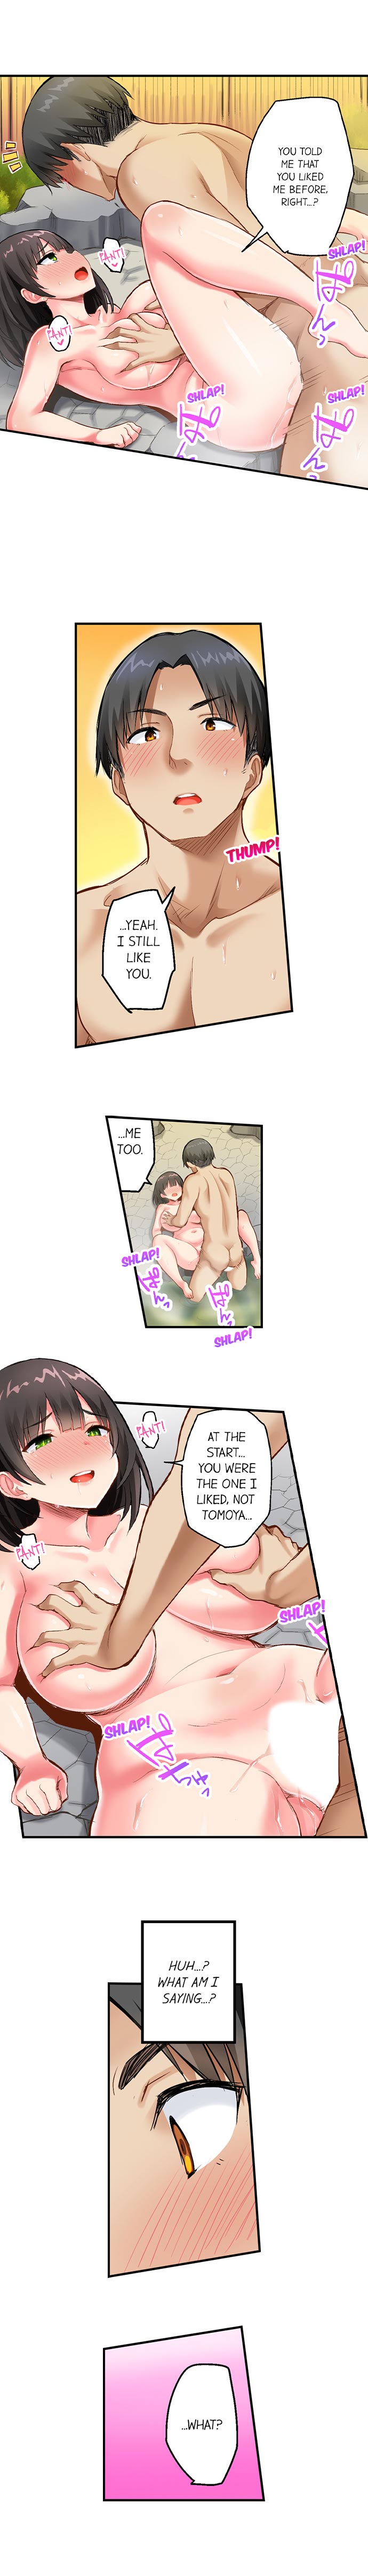 YOU TOLD
ME THAT
YOU LIKED
ME BEFORE,
RIGHT...?
PANT!
PANT!
SHLAP!
SHLAP!
SHLAP!
THUMP!
...YEAH.
I STILL
LIKE
YOU.
...ME
TOO.
SHLAP!
SHLAP!
PANT!
AT THE
START...
YOU WERE
THE ONE I
LIKED, NOT
TOMOYA...
PANT!
SHLAP!
SHLAP!
HUH...?
WHAT AM I
SAYING...?
...WHAT?